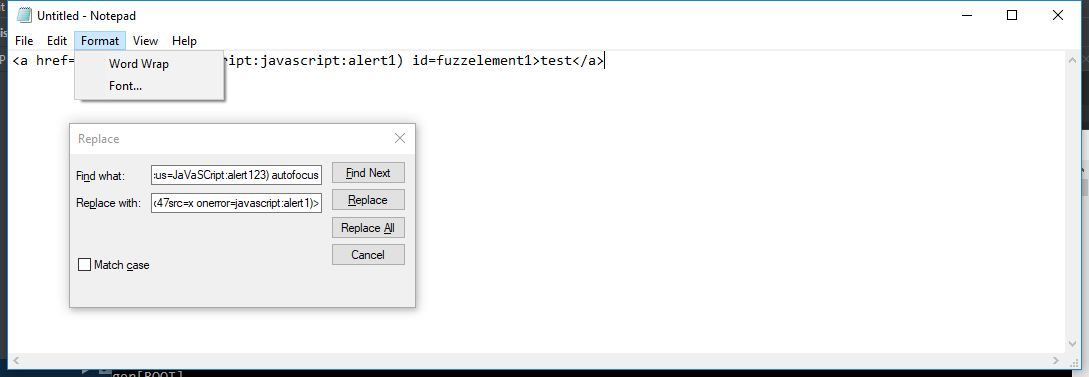 Untitled - Notepad
File Edit Format View Help
<a href= ript:javascript:alert1) id=fuzzelement1>test</a>
Word Wrap
Font...
Replace
Find what: :us=JaVaSCript:alert123) autofocus Find Next
Replace with: 47src=x onerror=javascript:alert1)> Replace
Replace All
Cancel
Match case
gen[ROOT]